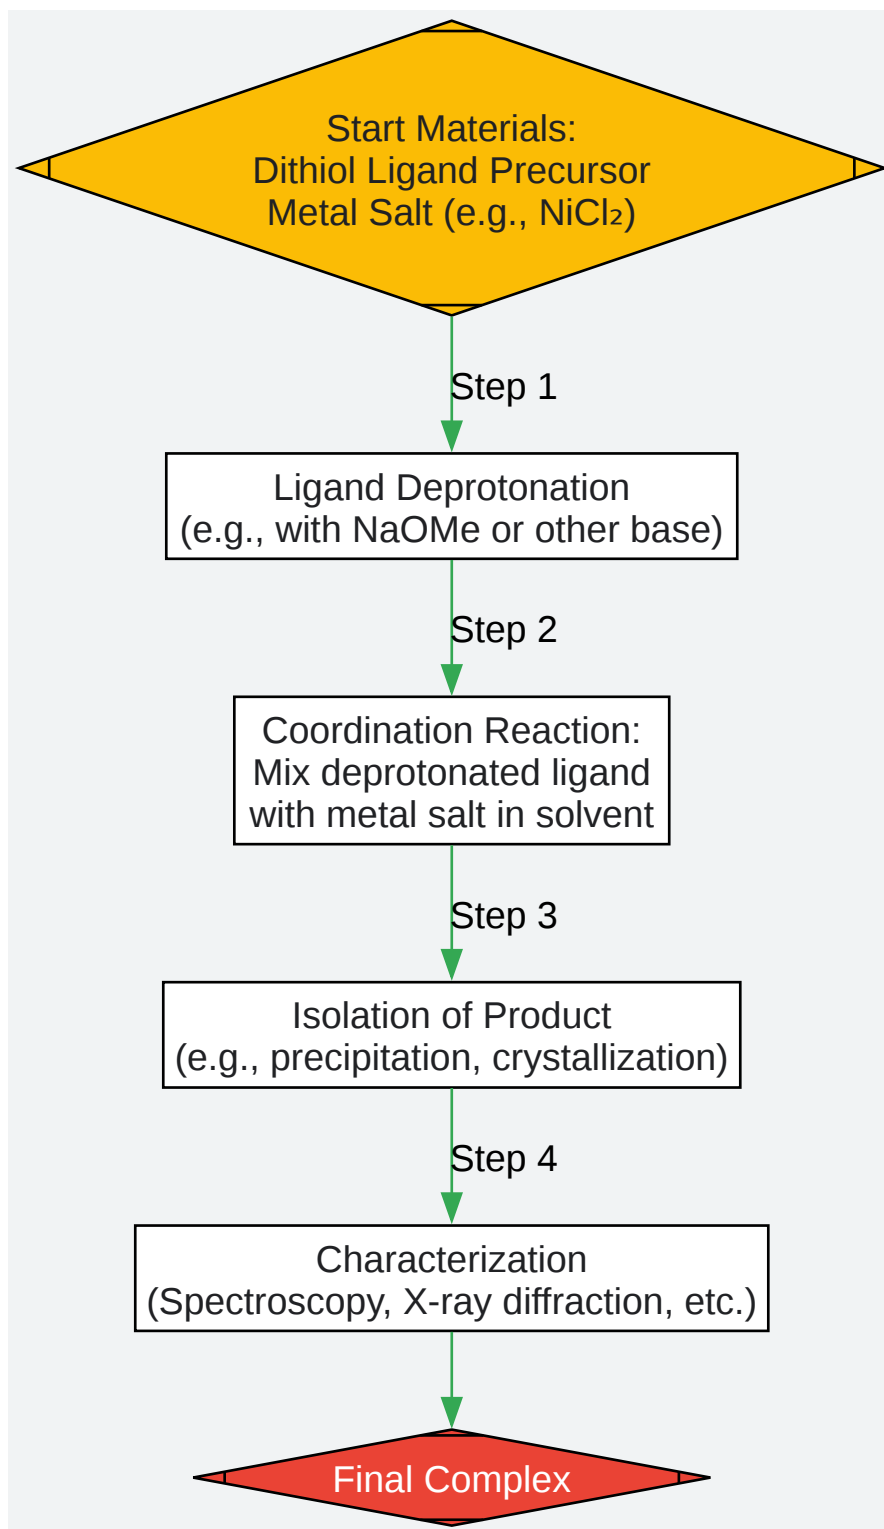 Start Materials:
Dithiol Ligand Precursor
Metal Salt (e.g., NiCl₂)
Step 1
Ligand Deprotonation
(e.g., with NaOMe or other base)
Step 2
Coordination Reaction:
Mix deprotonated ligand
with metal salt in solvent
Step 3
Isolation of Product
(e.g., precipitation, crystallization)
Step 4
Characterization
(Spectroscopy, X-ray diffraction, etc.)
Final Complex